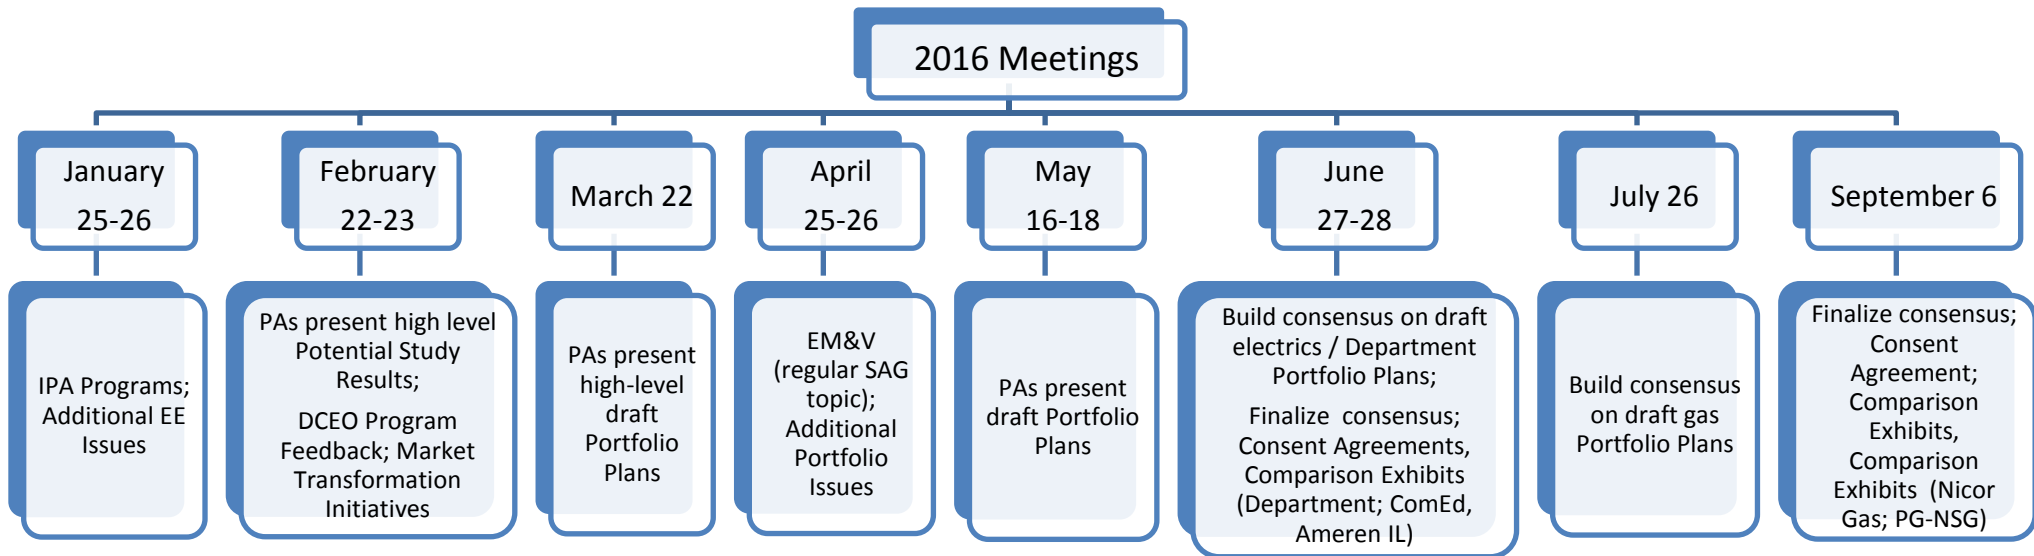 2016 Meetings
January
25-26
February
22-23
March 22
April
25-26
May
16-18
June
27-28
July 26
September 6
IPA Programs;
Additional EE
Issues
PAs present high level
Potential Study
Results;
DCEO Program
Feedback; Market
Transformation
Initiatives
PAs present
high-level
draft
Portfolio
Plans
EM&V
(regular SAG
topic);
Additional
Portfolio
Issues
PAs present
draft Portfolio
Plans
Build consensus on draft
electrics / Department
Portfolio Plans;
Finalize consensus;
Consent Agreements,
Comparison Exhibits
(Department; ComEd,
Ameren IL)
Build consensus
on draft gas
Portfolio Plans
Finalize consensus;
Consent
Agreement;
Comparison
Exhibits,
Comparison
Exhibits (Nicor
Gas; PG-NSG)